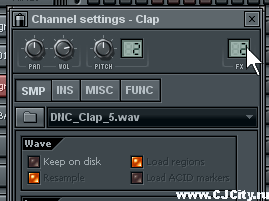 Channel settings - Clap
PAN VOL PITCH 2 2 FX
SMP INS MISC FUNC
DNC_Clap_5.wav
Wave
Keep on disk Load regions
Resample Load ACID markers
www.CJCity.ru